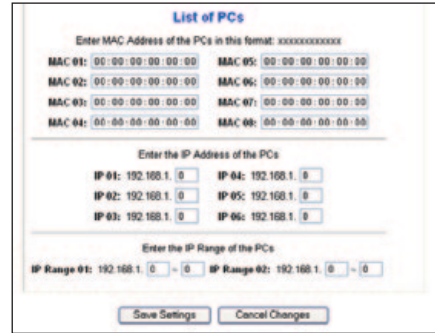 List of PCs
Enter MAC Address of the PCs in this format: xxxxxxxxxxxx
MAC 01: 00:00:00:00:00:00 MAC 05: 00:00:00:00:00:00
MAC 02: 00:00:00:00:00:00 MAC 06: 00:00:00:00:00:00
MAC 03: 00:00:00:00:00:00 MAC 07: 00:00:00:00:00:00
MAC 04: 00:00:00:00:00:00 MAC 08: 00:00:00:00:00:00
Enter the IP Address of the PCs
IP 01: 192.168.1. 0 IP 04: 192.168.1. 0
IP 02: 192.168.1. 0 IP 05: 192.168.1. 0
IP 03: 192.168.1. 0 IP 06: 192.168.1. 0
Enter the IP Range of the PCs
IP Range 01: 192.168.1. 0 ~ 0 IP Range 02: 192.168.1. 0 ~ 0
Save Settings Cancel Changes